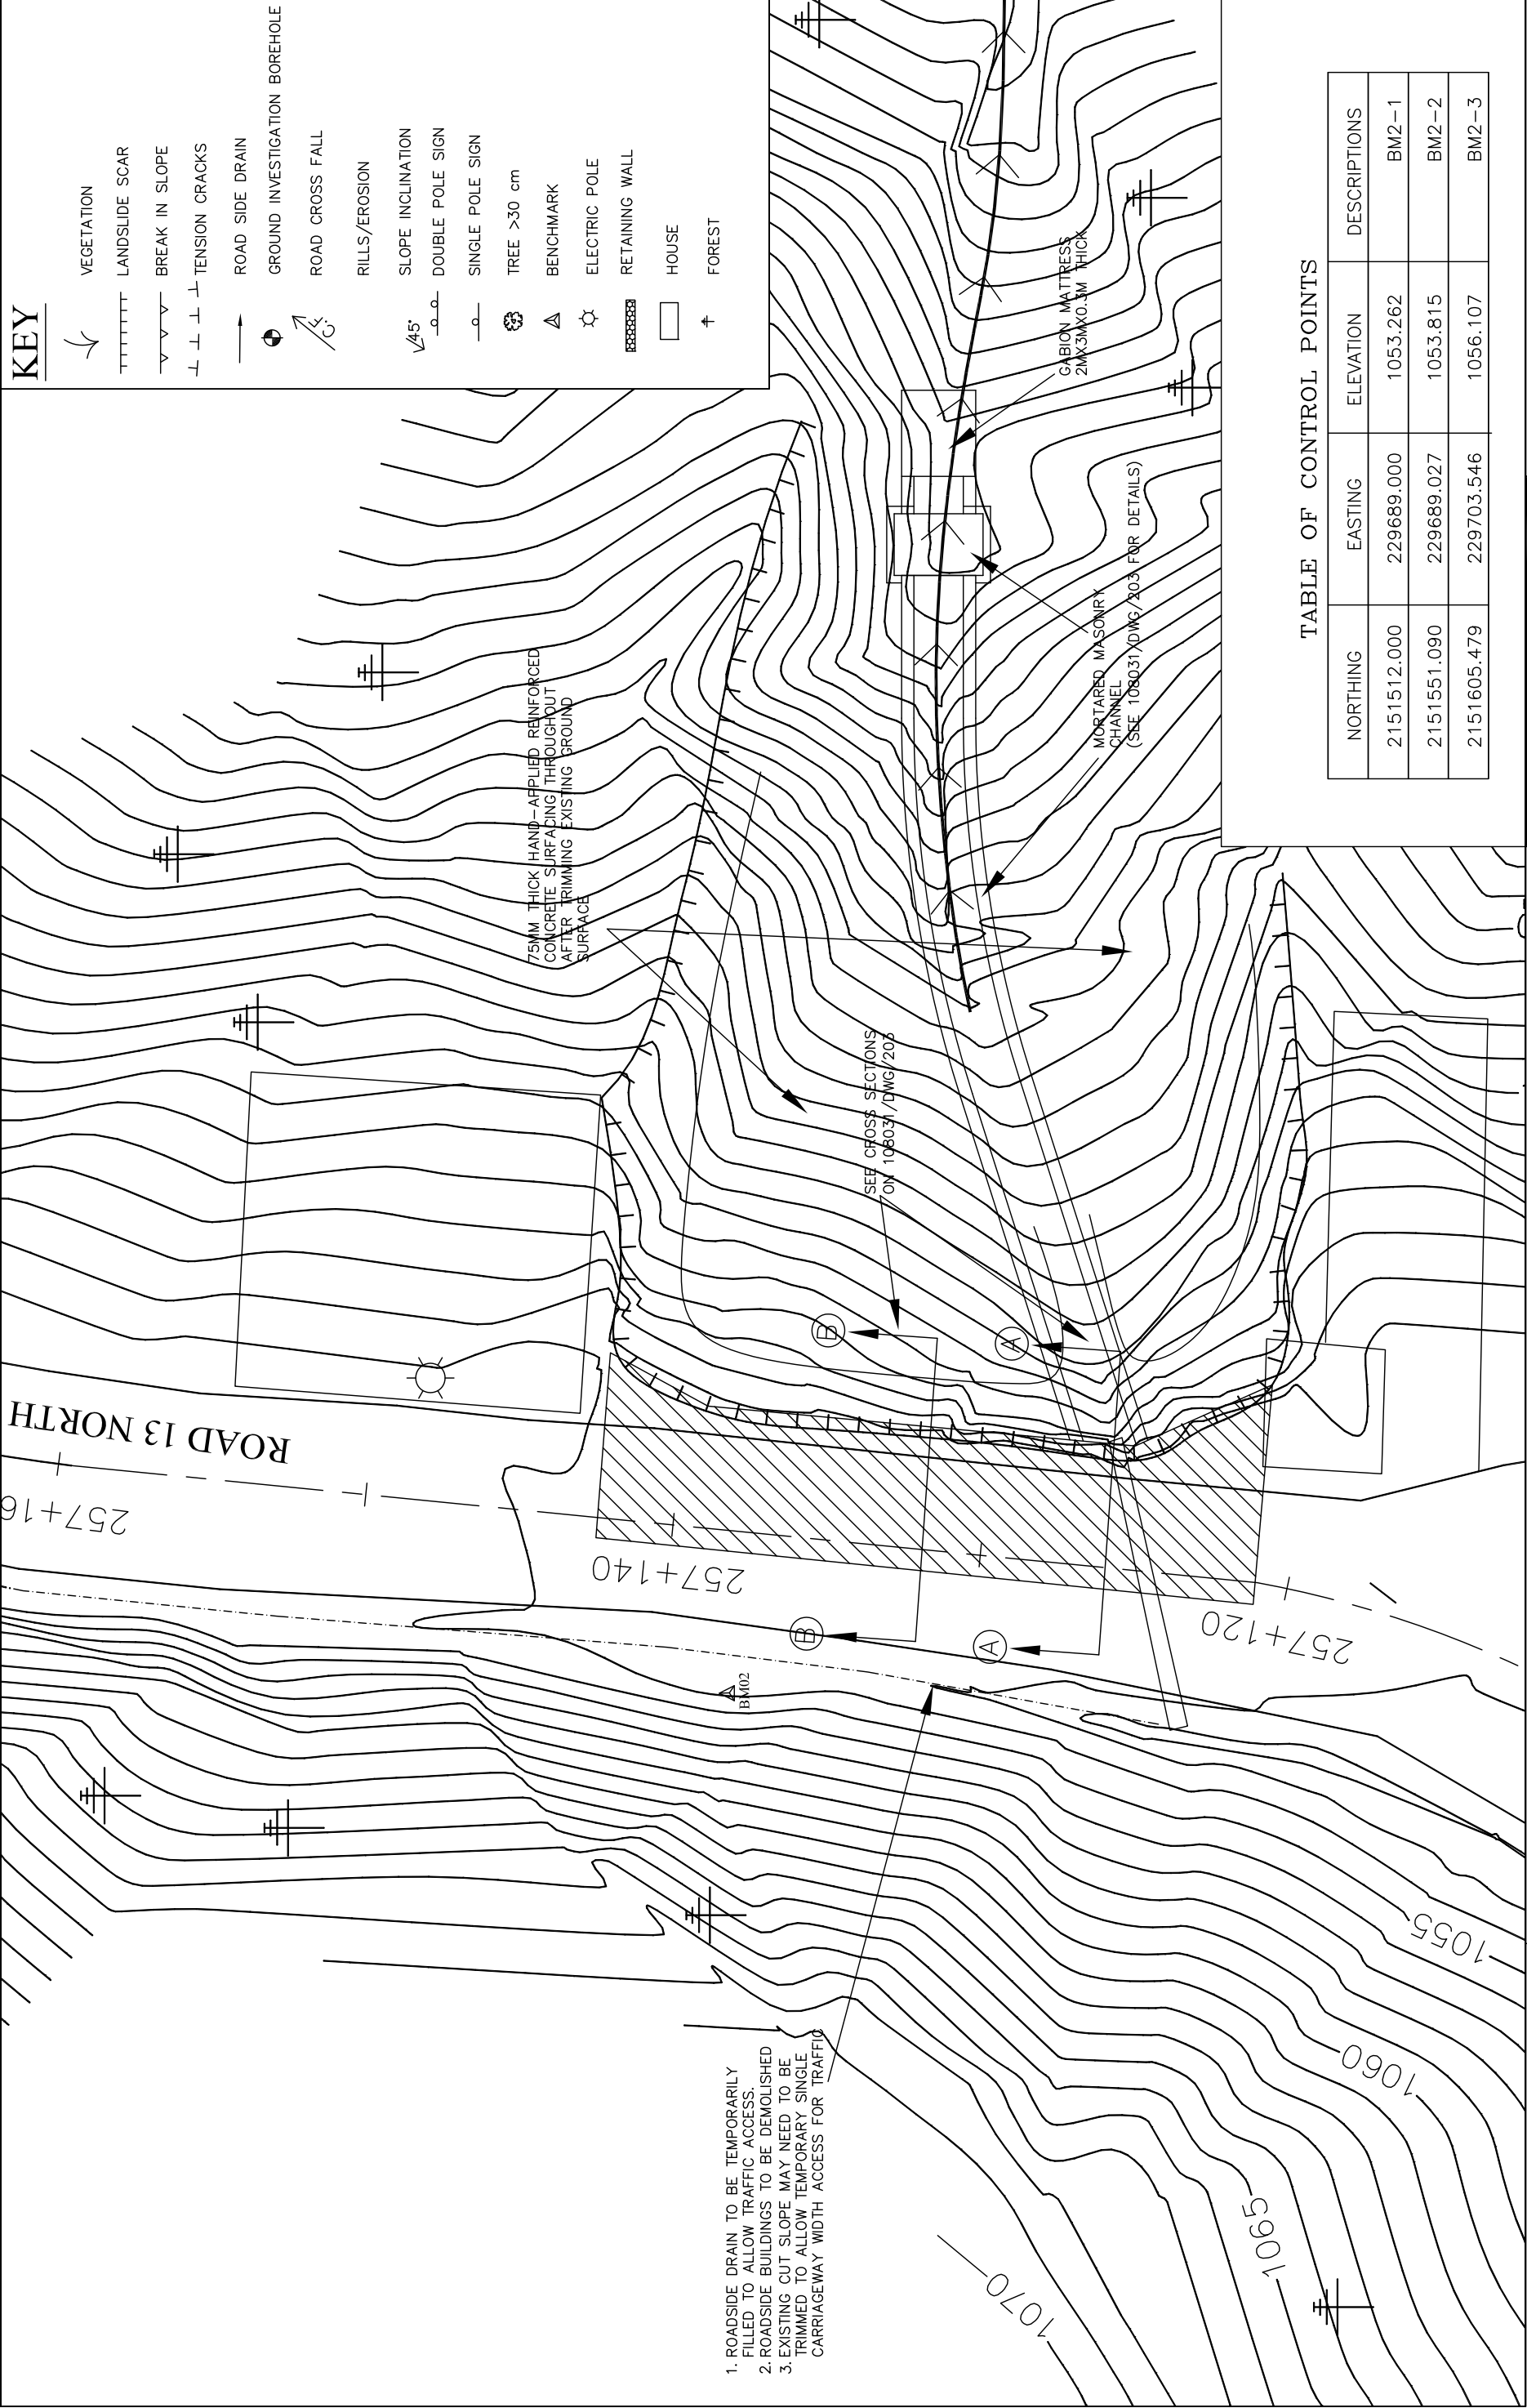 KEY
VEGETATION
LANDSLIDE SCAR
BREAK IN SLOPE
TENSION CRACKS
ROAD SIDE DRAIN
GROUND INVESTIGATION BOREHOLE
ROAD CROSS FALL
C.F.
RILLS/EROSION
SLOPE INCLINATION
45°
DOUBLE POLE SIGN
SINGLE POLE SIGN
TREE >30 cm
BENCHMARK
ELECTRIC POLE
RETAINING WALL
HOUSE
FOREST
ROAD 13 NORTH
257+16
257+140
257+120
75MM THICK HAND-APPLIED REINFORCED
CONCRETE SURFACING THROUGHOUT
AFTER TRIMMING EXISTING GROUND
SURFACE
SEE CROSS SECTIONS
ON 108031/DWG/203
GABION MATTRESS
2MX3MX0.3M THICK
MORTARED MASONRY
CHANNEL
(SEE 108031/DWG/203 FOR DETAILS)
B
A
B
A
BM02
1. ROADSIDE DRAIN TO BE TEMPORARILY
FILLED TO ALLOW TRAFFIC ACCESS.
2. ROADSIDE BUILDINGS TO BE DEMOLISHED
3. EXISTING CUT SLOPE MAY NEED TO BE
TRIMMED TO ALLOW TEMPORARY SINGLE
CARRIAGEWAY WIDTH ACCESS FOR TRAFFIC
1055
1060
1065
1070
TABLE OF CONTROL POINTS
NORTHING EASTING ELEVATION DESCRIPTIONS
2151512.000 229689.000 1053.262 BM2-1
2151551.090 229689.027 1053.815 BM2-2
2151605.479 229703.546 1056.107 BM2-3